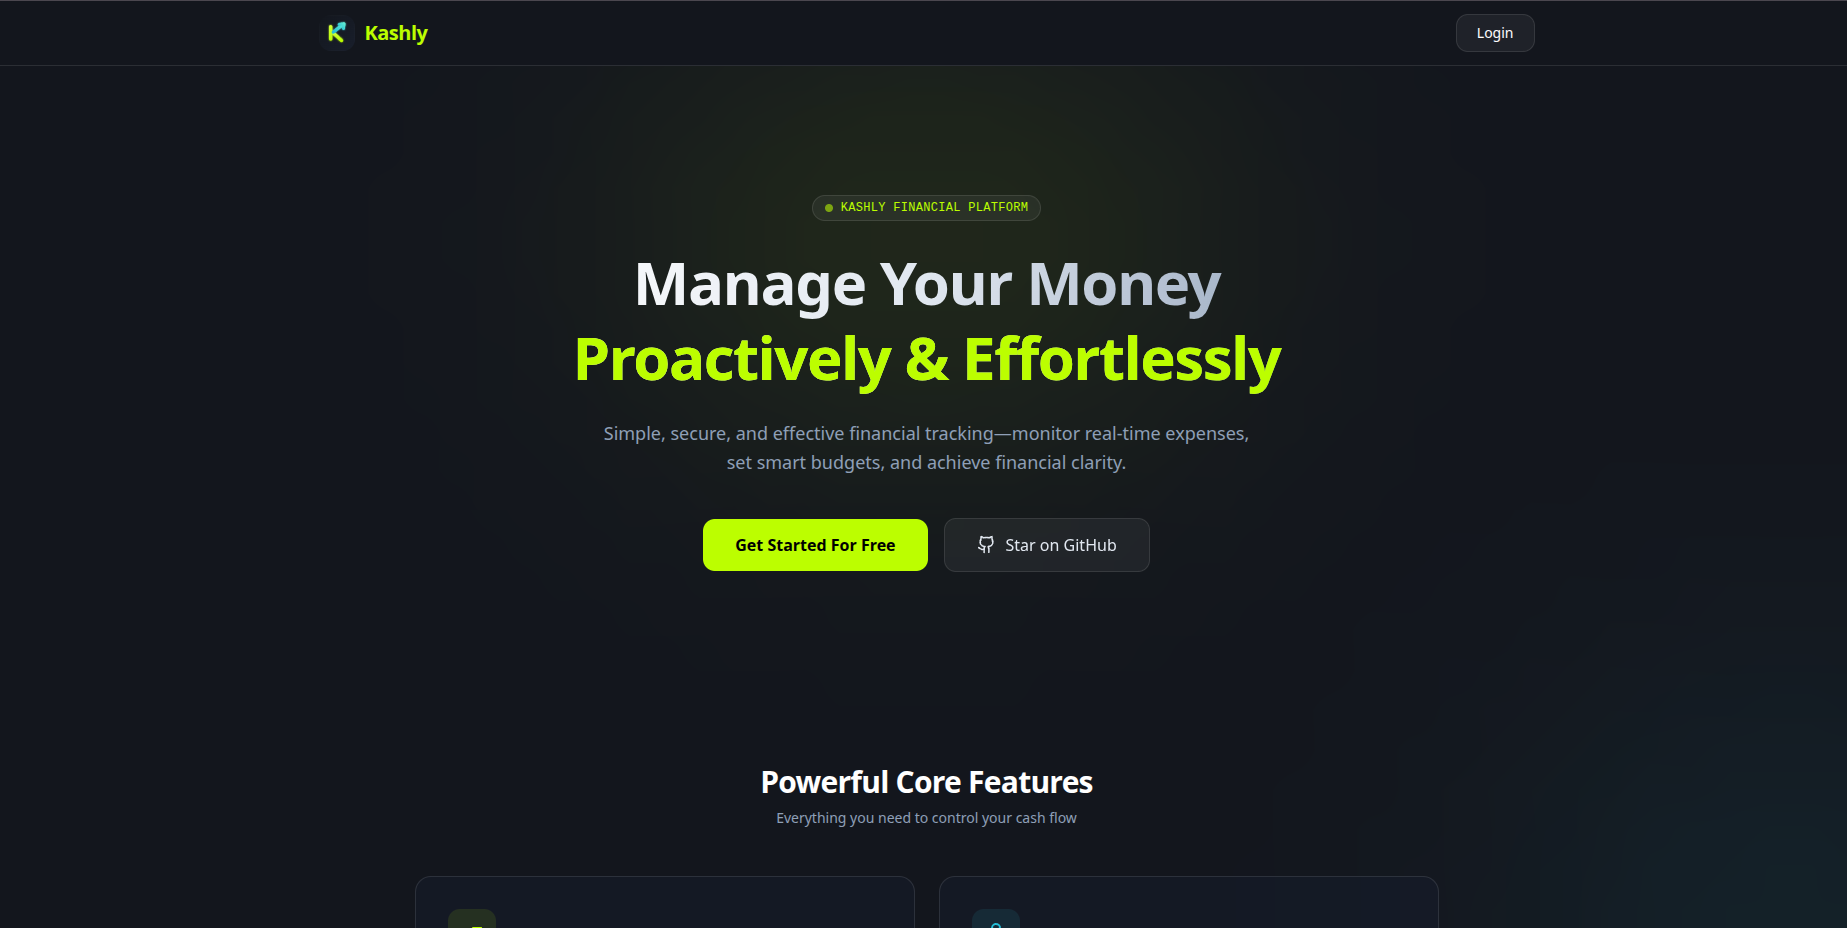 Kashly
Login
KASHLY FINANCIAL PLATFORM
Manage Your Money
Proactively & Effortlessly
Simple, secure, and effective financial tracking—monitor real-time expenses,
set smart budgets, and achieve financial clarity.
Get Started For Free
Star on GitHub
Powerful Core Features
Everything you need to control your cash flow